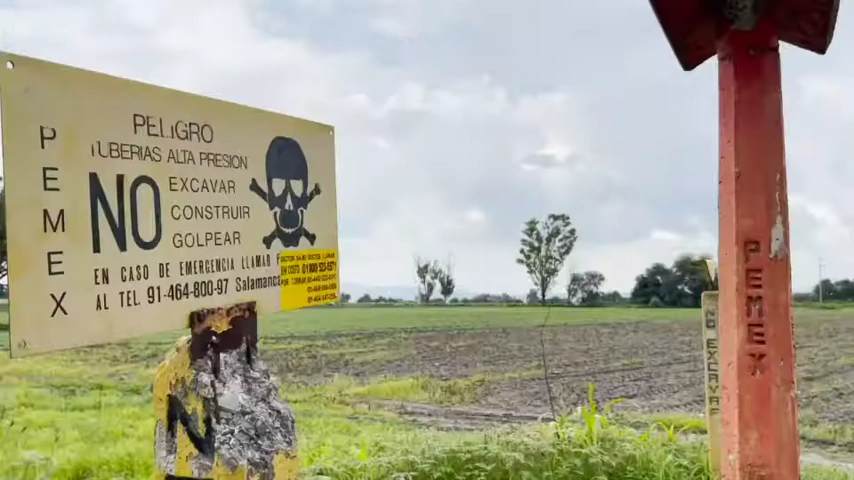 PEMEX
PELIGRO
TUBERIAS ALTA PRESION
NO
EXCAVAR
CONSTRUIR
GOLPEAR
EN CASO DE EMERGENCIA LLAMAR
AL TEL 91-464-800-97 Salamanca
N
NO EXCAVA
PEMEX